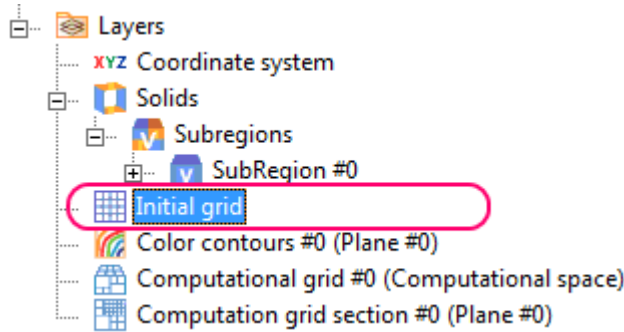 Layers
XYZ Coordinate system
Solids
Subregions
SubRegion #0
Initial grid
Color contours #0 (Plane #0)
Computational grid #0 (Computational space)
Computation grid section #0 (Plane #0)